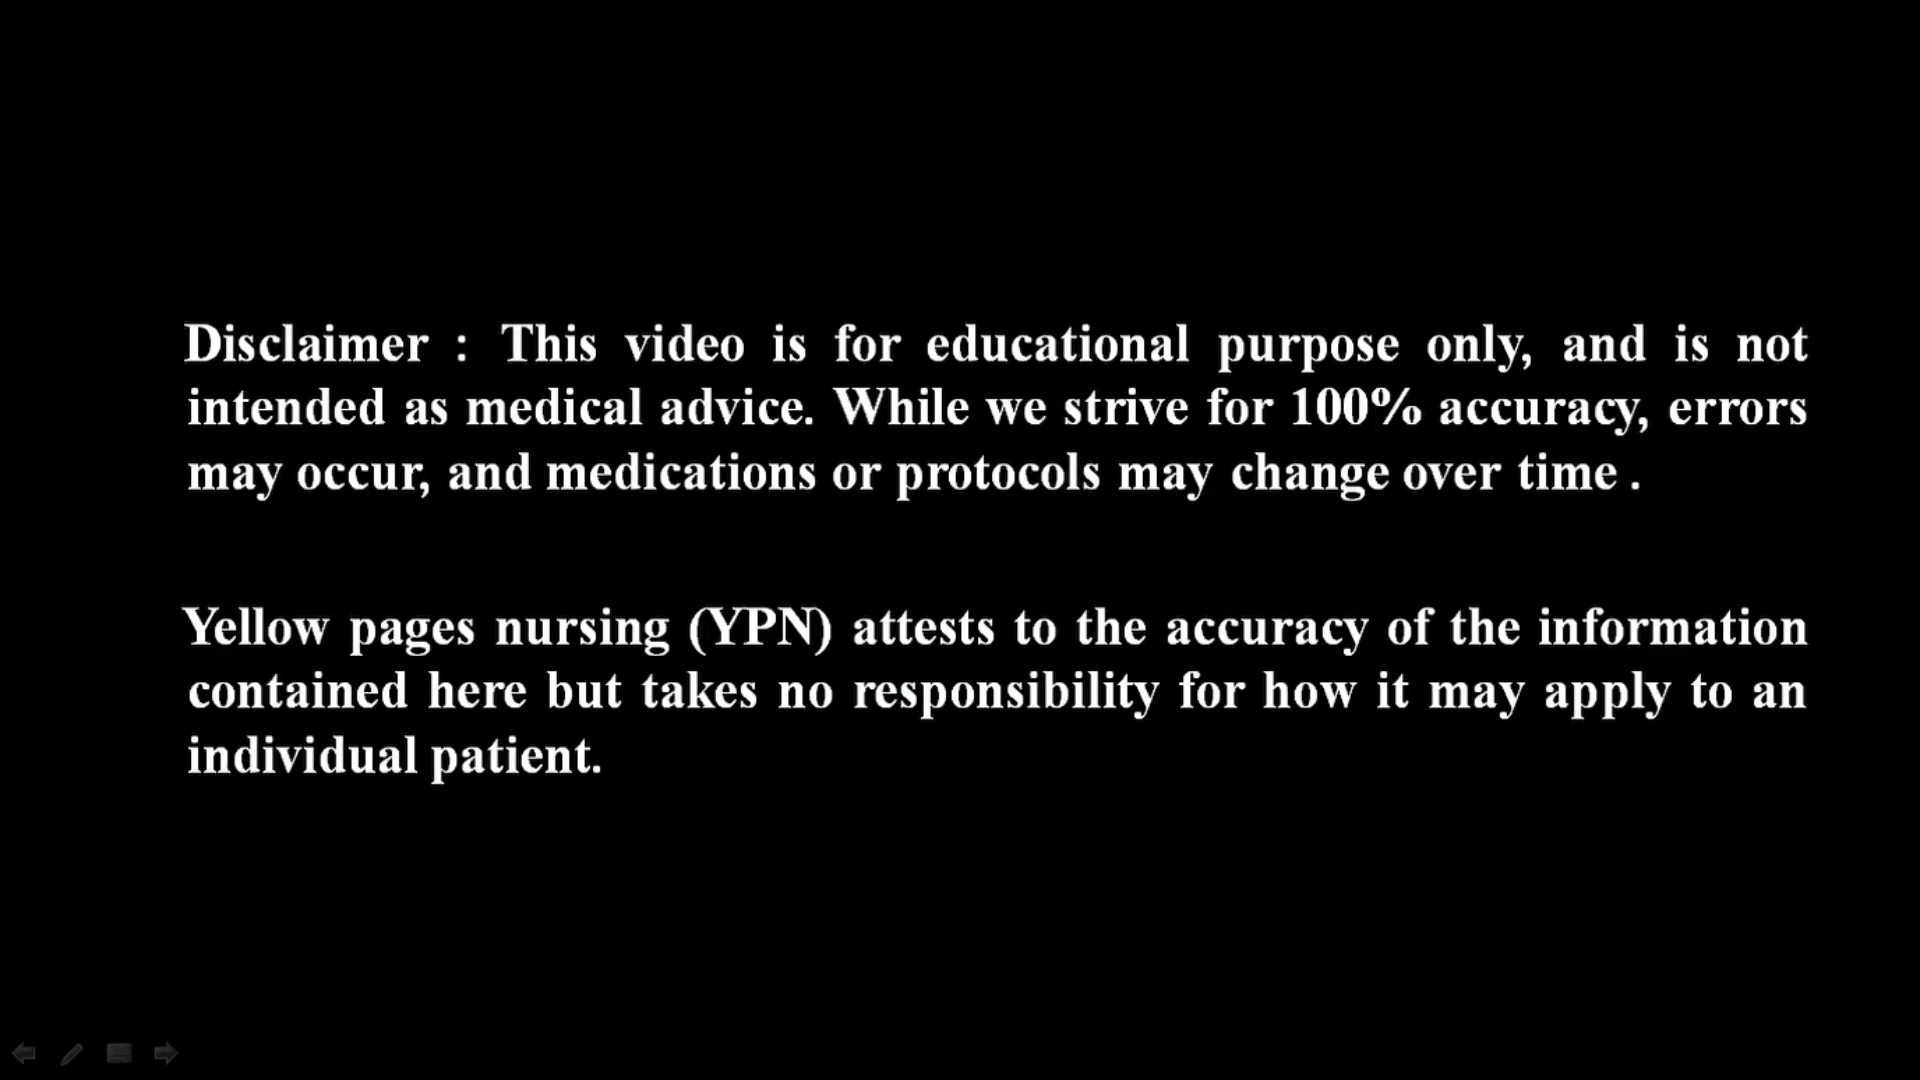 Disclaimer : This video is for educational purpose only, and is not
intended as medical advice. While we strive for 100% accuracy, errors
may occur, and medications or protocols may change over time .
Yellow pages nursing (YPN) attests to the accuracy of the information
contained here but takes no responsibility for how it may apply to an
individual patient.